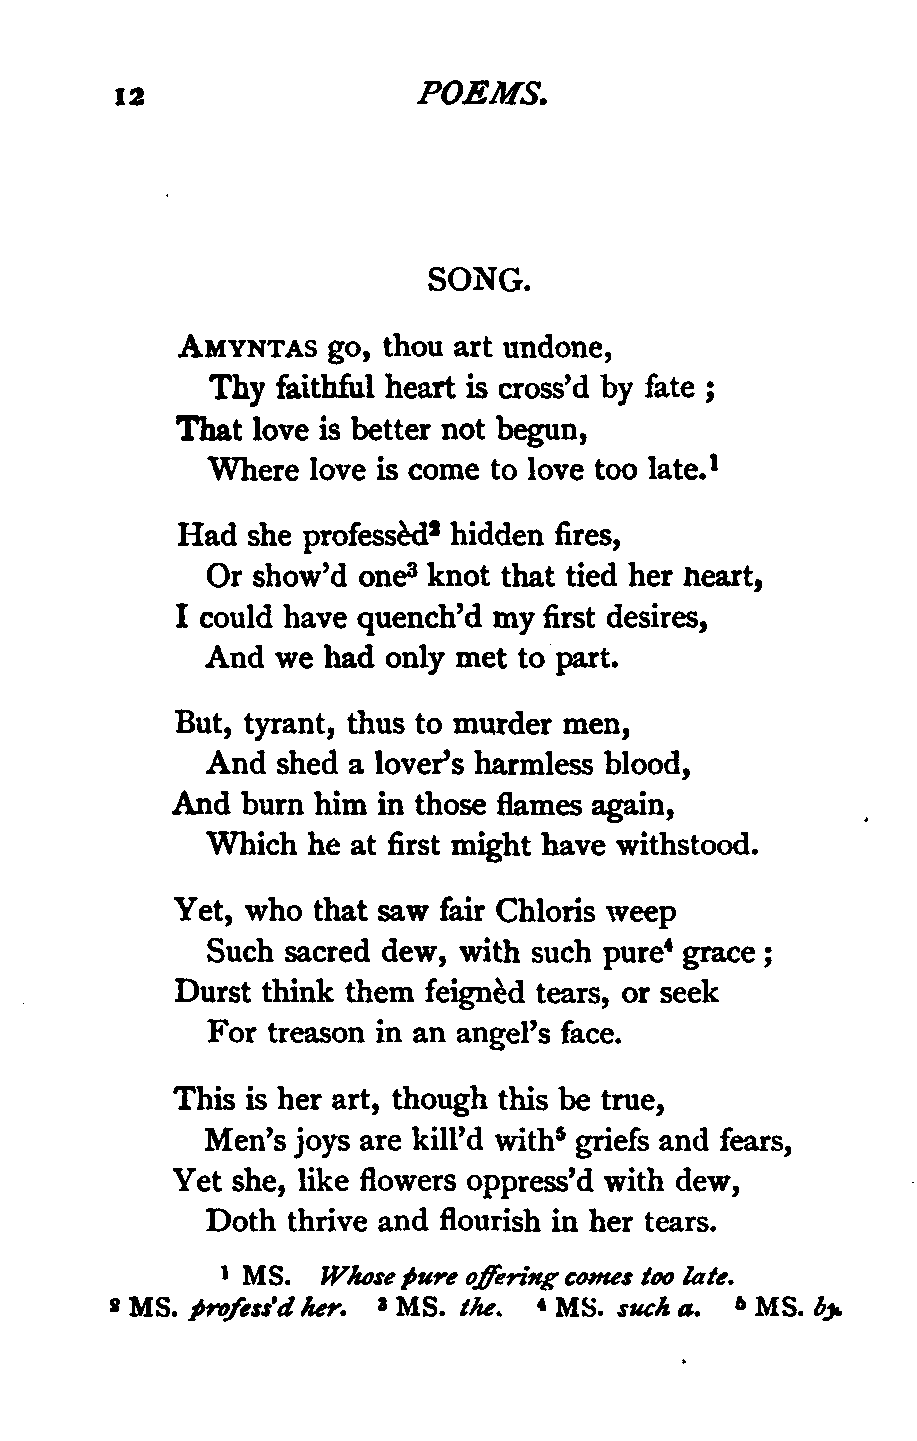 12 POEMS.
SONG.
AMYNTAS go, thou art undone,
Thy faithful heart is cross'd by fate ;
That love is better not begun,
Where love is come to love too late.¹
Had she professèd² hidden fires,
Or show'd one³ knot that tied her heart,
I could have quench'd my first desires,
And we had only met to part.
But, tyrant, thus to murder men,
And shed a lover's harmless blood,
And burn him in those flames again,
Which he at first might have withstood.
Yet, who that saw fair Chloris weep
Such sacred dew, with such pure⁴ grace ;
Durst think them feignèd tears, or seek
For treason in an angel's face.
This is her art, though this be true,
Men's joys are kill'd with⁵ griefs and fears,
Yet she, like flowers oppress'd with dew,
Doth thrive and flourish in her tears.
¹ MS. Whose pure offering comes too late.
² MS. profess'd her. ³ MS. the. ⁴ MS. such a. ⁵ MS. by.